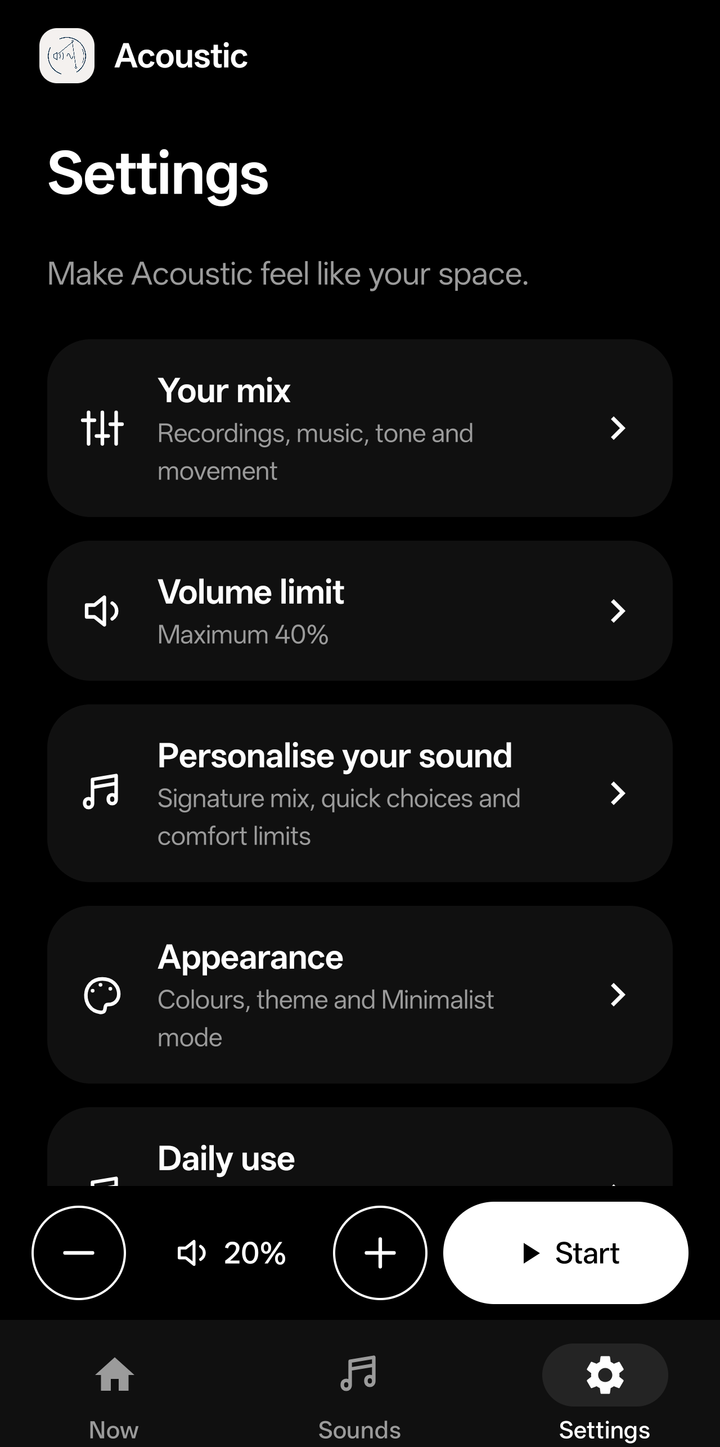 Acoustic
Settings
Make Acoustic feel like your space.
Your mix
Recordings, music, tone and
movement
Volume limit
Maximum 40%
Personalise your sound
Signature mix, quick choices and
comfort limits
Appearance
Colours, theme and Minimalist
mode
Daily use
20%
Start
Now
Sounds
Settings